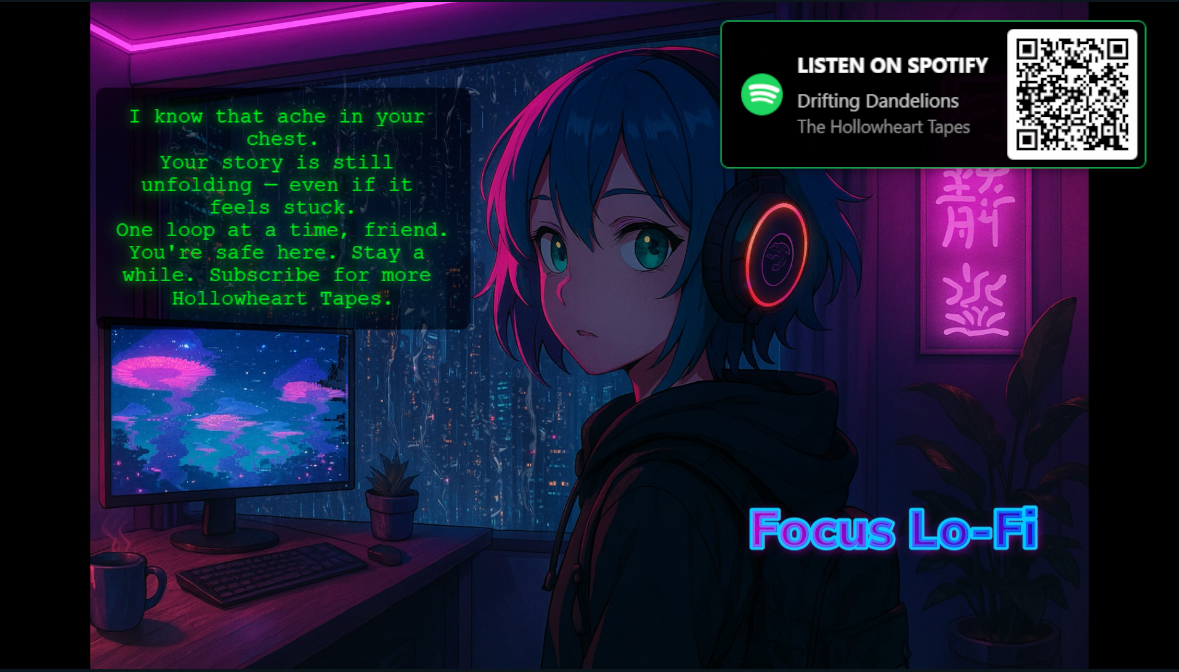 I know that ache in your
chest.
Your story is still
unfolding — even if it
feels stuck.
One loop at a time, friend.
You're safe here. Stay a
while. Subscribe for more
Hollowheart Tapes.
LISTEN ON SPOTIFY
Drifting Dandelions
The Hollowheart Tapes
Focus Lo-Fi